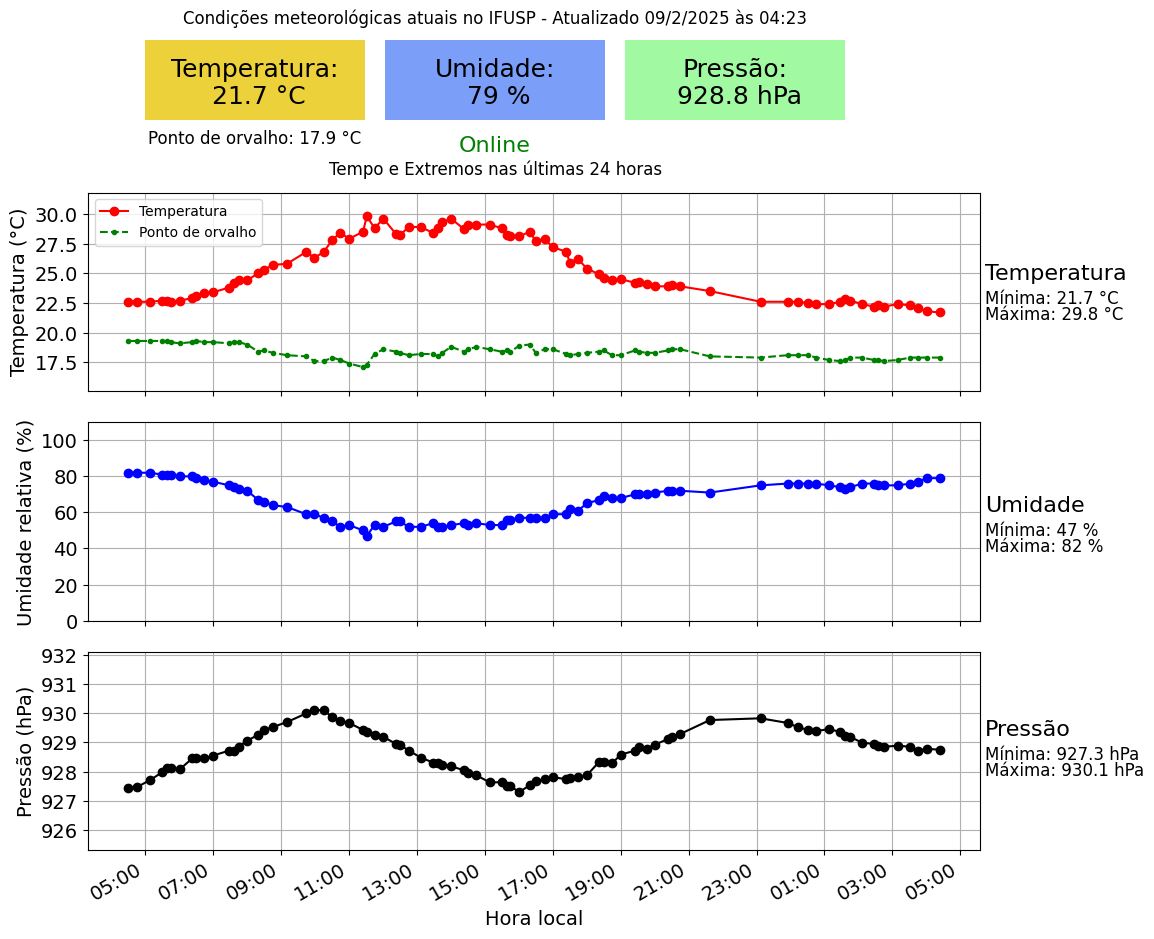 Condições meteorológicas atuais no IFUSP - Atualizado 09/2/2025 às 04:23
Temperatura:
21.7 °C
Umidade:
79 %
Pressão:
928.8 hPa
Ponto de orvalho: 17.9 °C
Online
Tempo e Extremos nas últimas 24 horas
Temperatura (°C)
30.0
27.5
25.0
22.5
20.0
17.5
Temperatura
Ponto de orvalho
Temperatura
Mínima: 21.7 °C
Máxima: 29.8 °C
Umidade relativa (%)
100
80
60
40
20
0
Umidade
Mínima: 47 %
Máxima: 82 %
Pressão (hPa)
932
931
930
929
928
927
926
Pressão
Mínima: 927.3 hPa
Máxima: 930.1 hPa
05:00
07:00
09:00
11:00
13:00
15:00
17:00
19:00
21:00
23:00
01:00
03:00
05:00
Hora local